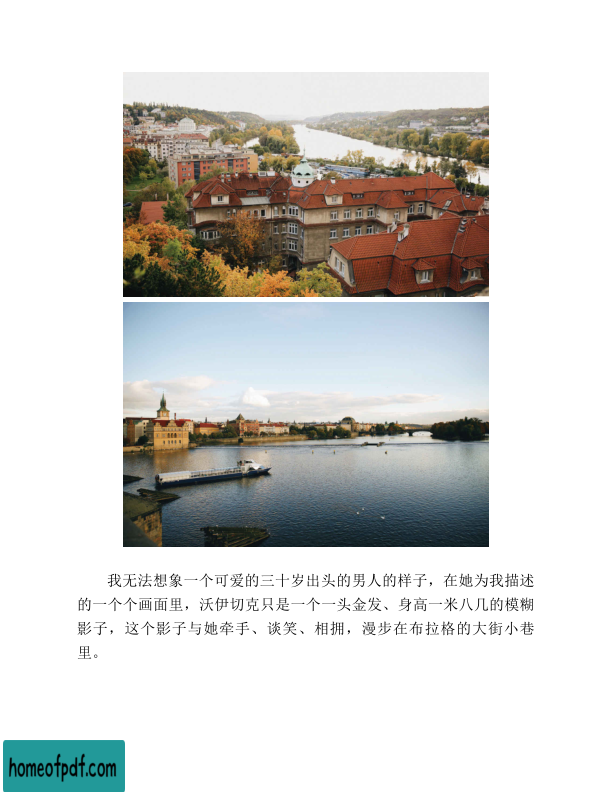 我无法想象一个可爱的三十岁出头的男人的样子，在她为我描述
的一个个画面里，沃伊切克只是一个一头金发、身高一米八几的模糊
影子，这个影子与她牵手、谈笑、相拥，漫步在布拉格的大街小巷
里。
homeofpdf.com